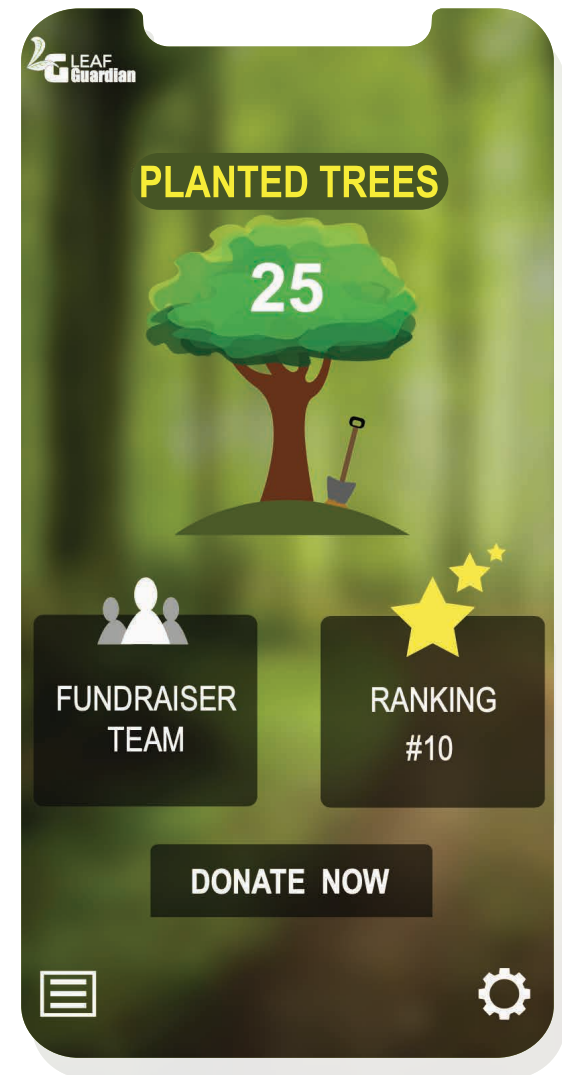 LEAF
Guardian
PLANTED TREES
25
FUNDRAISER
TEAM
RANKING
#10
DONATE NOW